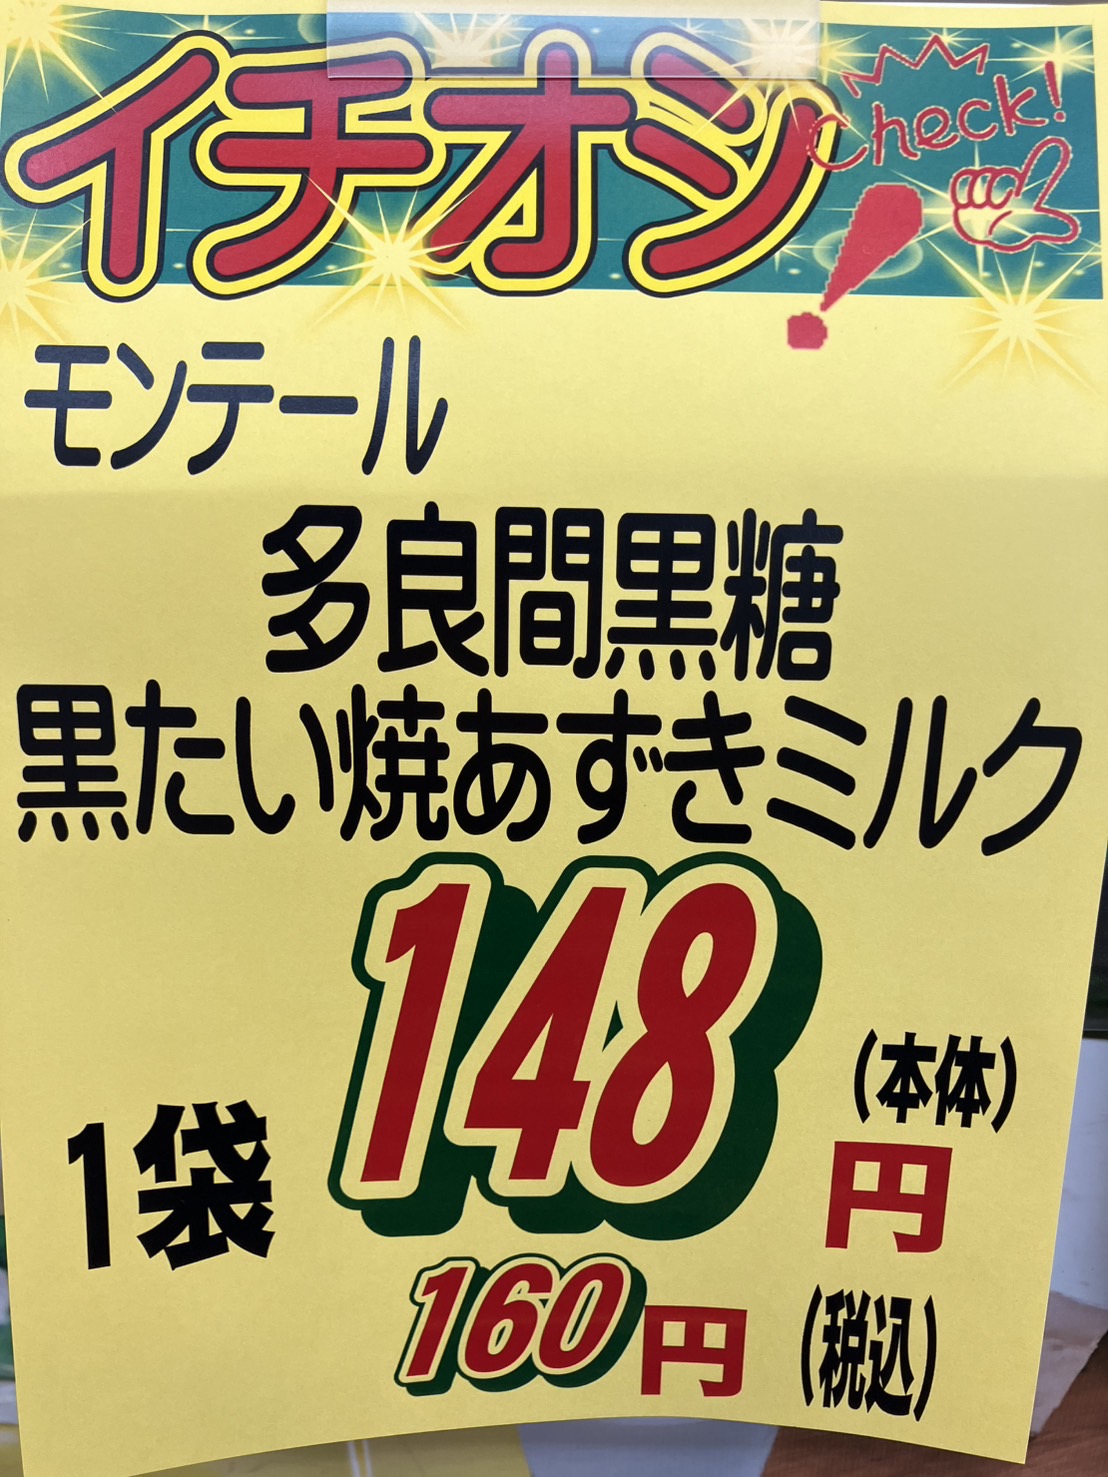 イチオシ
Check!
モンテール
多良間黒糖
黒たい焼あずきミルク
1袋
148
(本体)
円
160円
(税込)